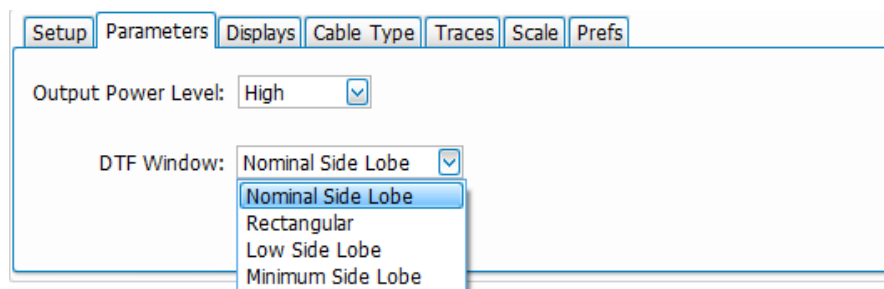 Setup Parameters Displays Cable Type Traces Scale Prefs
Output Power Level: High
DTF Window: Nominal Side Lobe
Nominal Side Lobe
Rectangular
Low Side Lobe
Minimum Side Lobe